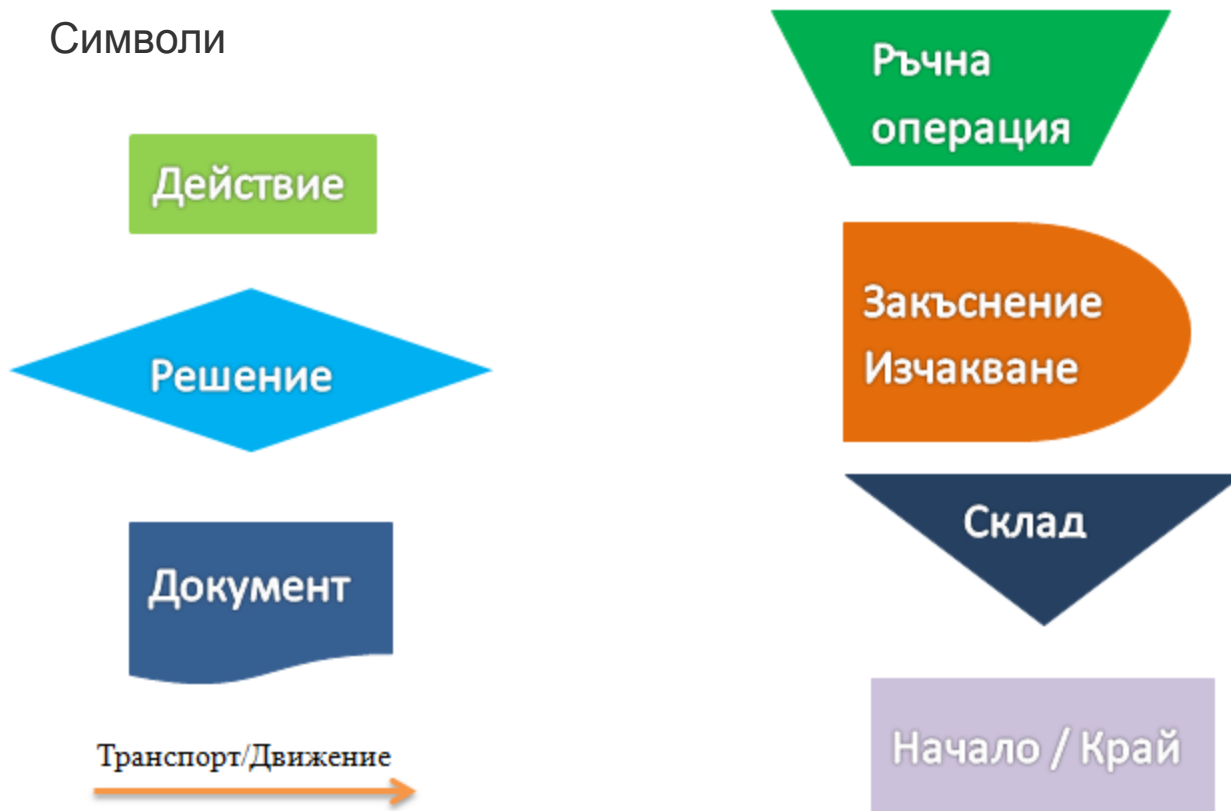 Символи
Действие
Решение
Документ
Транспорт/Движение
Ръчна
операция
Закъснение
Изчакване
Склад
Начало / Край